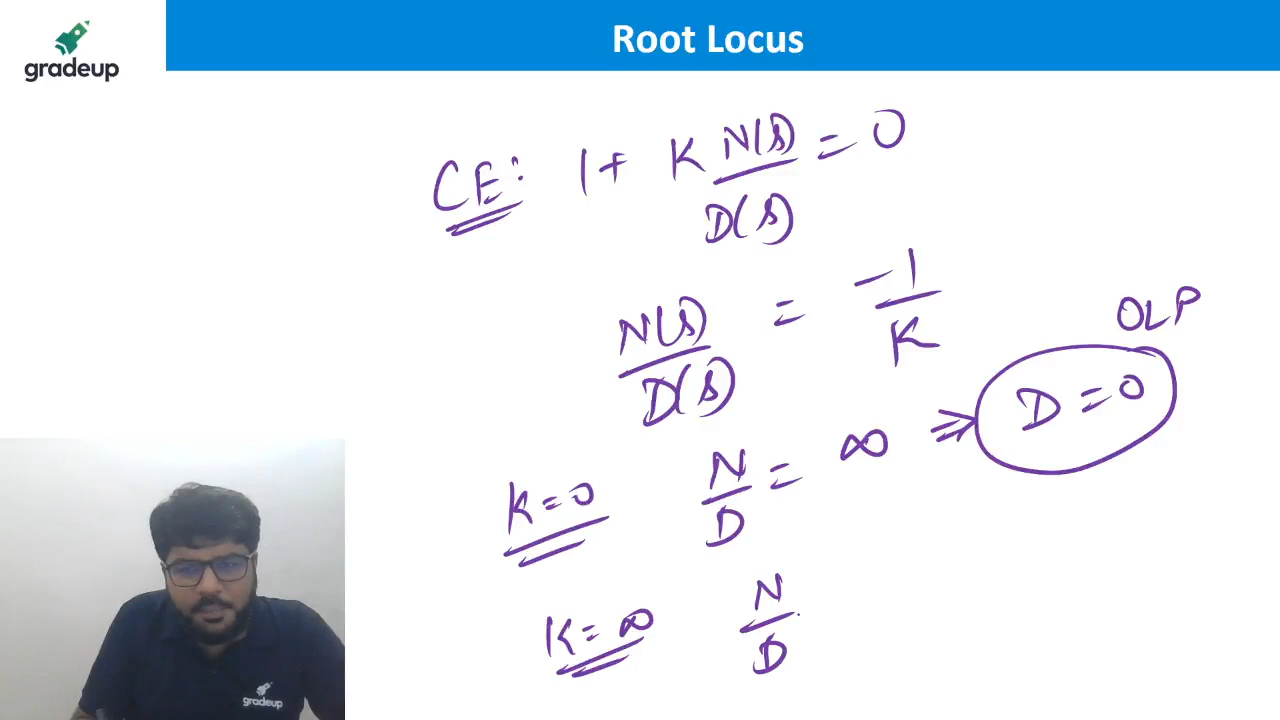 gradeup
Root Locus
CE: 1 + K N(s)/D(s) = 0
N(s)/D(s) = -1/K
OLP
K=0 N/D = ∞ ⇒ D=0
K=∞ N/D
gradeup